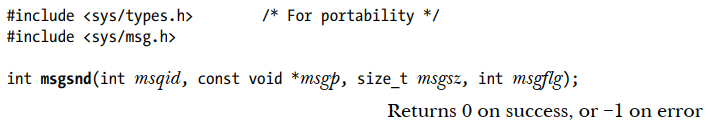 #include <sys/types.h>        /* For portability */
#include <sys/msg.h>
int msgsnd(int msqid, const void *msgp, size_t msgsz, int msgflg);
Returns 0 on success, or −1 on error